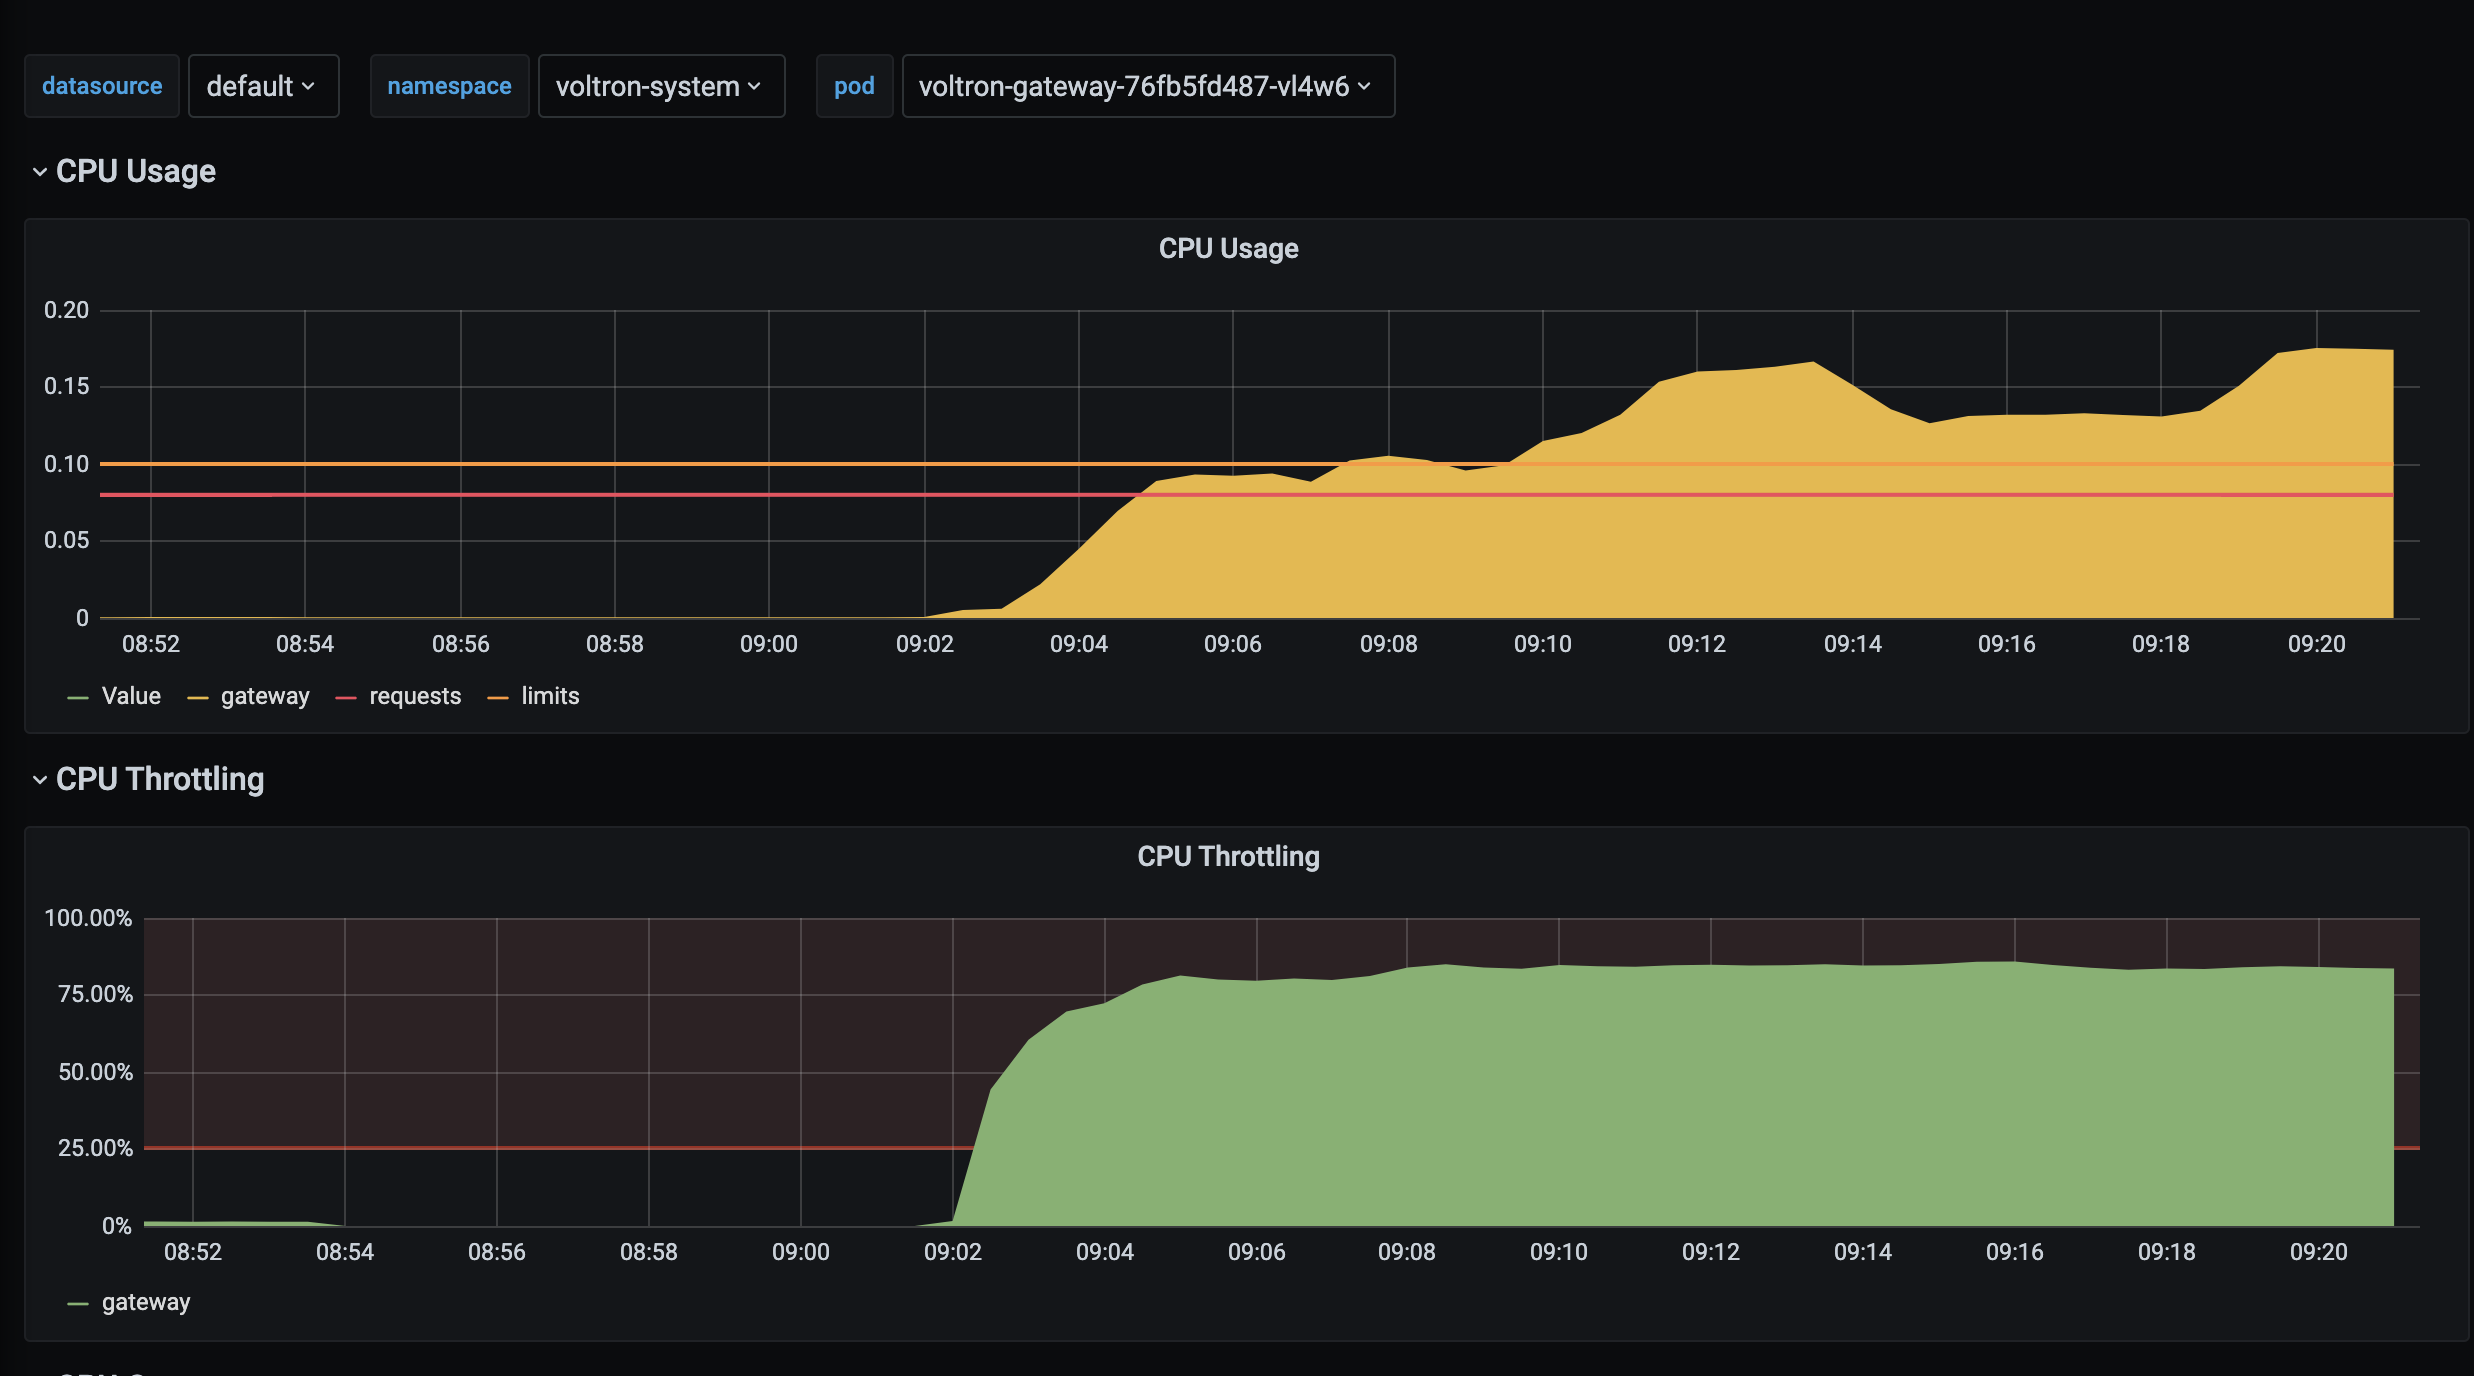 datasource default namespace voltron-system pod voltron-gateway-76fb5fd487-vl4w6
CPU Usage
CPU Usage
0.20
0.15
0.10
0.05
0
08:52 08:54 08:56 08:58 09:00 09:02 09:04 09:06 09:08 09:10 09:12 09:14 09:16 09:18 09:20
Value gateway requests limits
CPU Throttling
CPU Throttling
100.00%
75.00%
50.00%
25.00%
0%
08:52 08:54 08:56 08:58 09:00 09:02 09:04 09:06 09:08 09:10 09:12 09:14 09:16 09:18 09:20
gateway